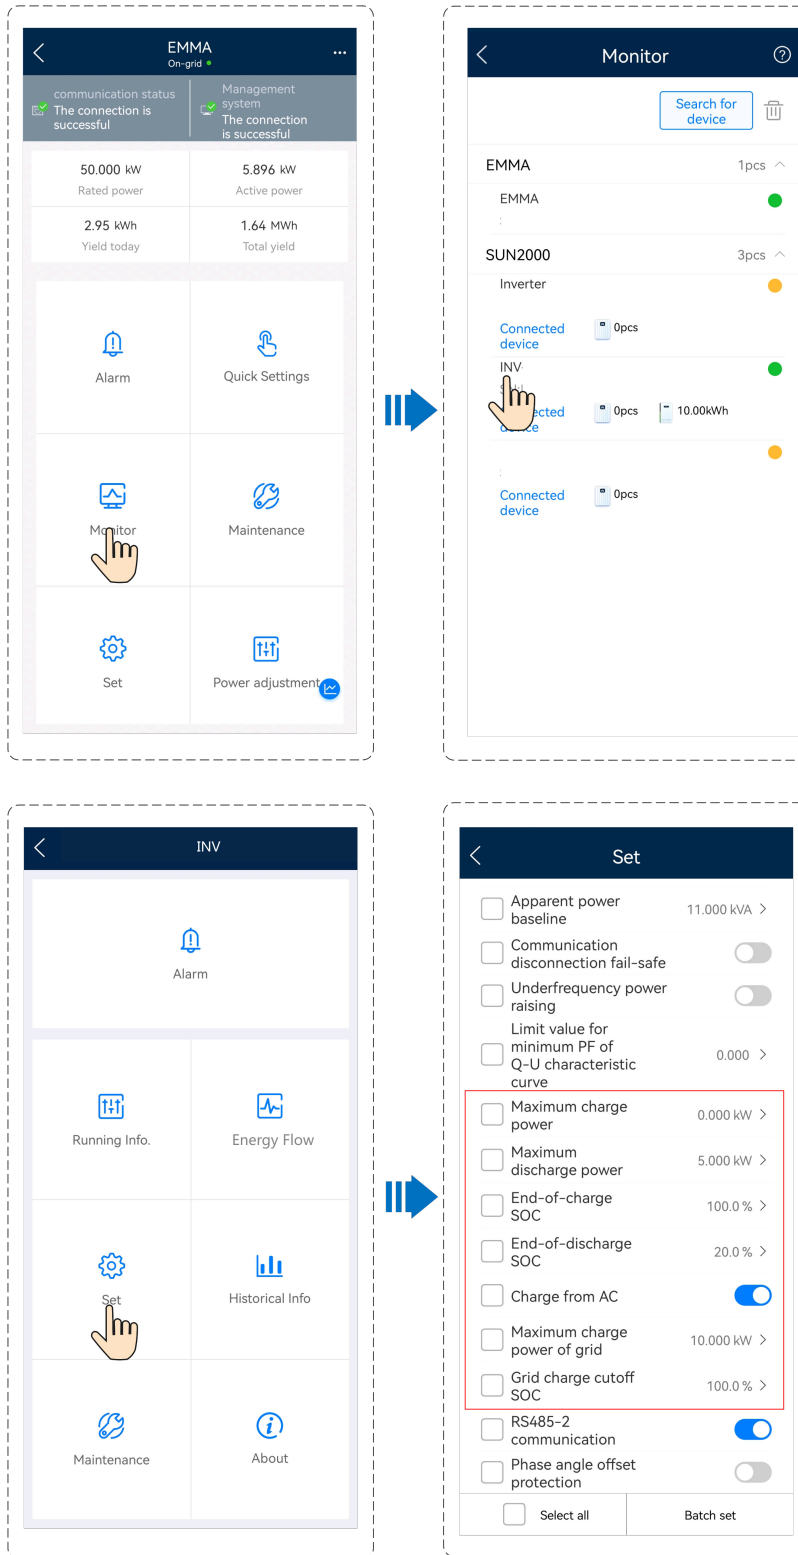 EMMA
On-grid
communication status
The connection is
successful
Management
system
The connection
is successful
50.000 kW
Rated power
5.896 kW
Active power
2.95 kWh
Yield today
1.64 MWh
Total yield
Alarm
Quick Settings
Monitor
Maintenance
Set
Power adjustment
Monitor
Search for
device
EMMA
1pcs
EMMA
SUN2000
3pcs
Inverter
Connected
device
0pcs
INV
0pcs
10.00kWh
Connected
device
0pcs
INV
Alarm
Running Info.
Energy Flow
Set
Historical Info
Maintenance
About
Set
Apparent power
baseline
11.000 kVA
Communication
disconnection fail-safe
Underfrequency power
raising
Limit value for
minimum PF of
Q-U characteristic
curve
0.000
Maximum charge
power
0.000 kW
Maximum
discharge power
5.000 kW
End-of-charge
SOC
100.0 %
End-of-discharge
SOC
20.0 %
Charge from AC
Maximum charge
power of grid
10.000 kW
Grid charge cutoff
SOC
100.0 %
RS485-2
communication
Phase angle offset
protection
Select all
Batch set